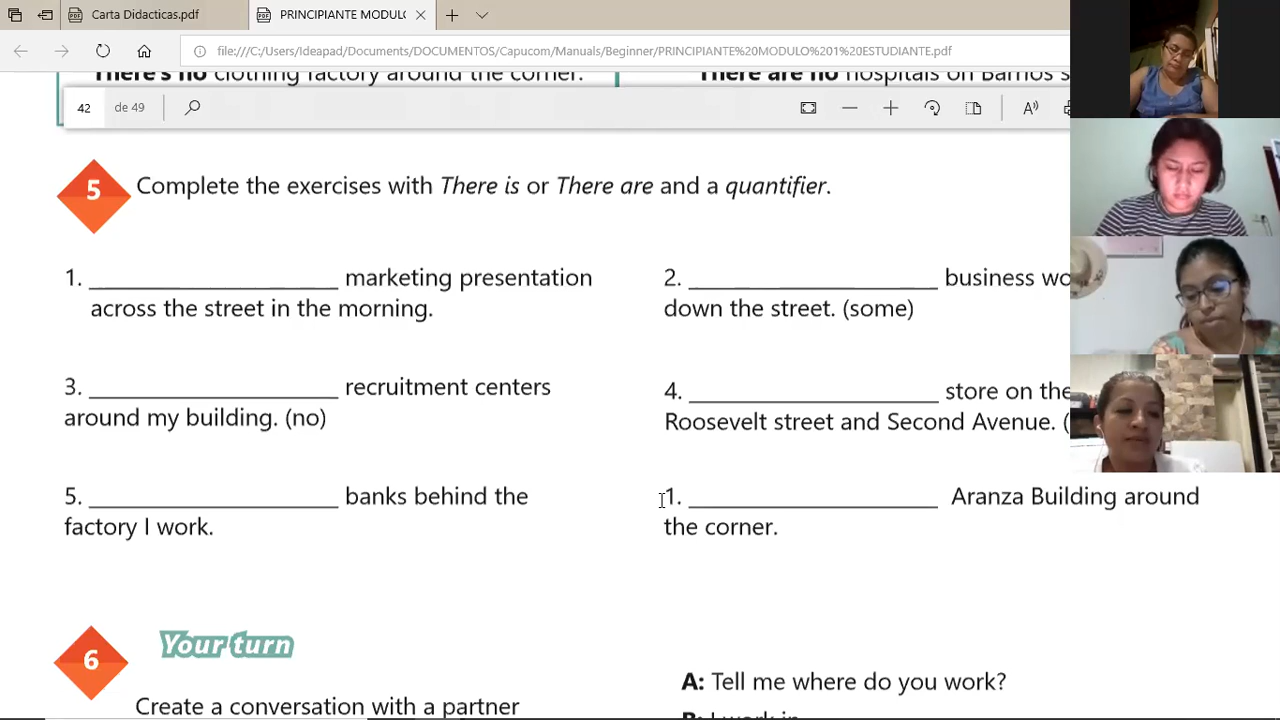 Carta Didacticas.pdf
PRINCIPIANTE MODULO
file:///C:/Users/Ideapad/Documents/DOCUMENTOS/Capucom/Manuals/Beginner/PRINCIPIANTE%20MODULO%201%20ESTUDIANTE.pdf
There's no clothing factory around the corner.
There are no hospitals on Barrios s
42 de 49
5 Complete the exercises with There is or There are and a quantifier.
1. ____________________ marketing presentation
across the street in the morning.
2. ____________________ business wo
down the street. (some)
3. ____________________ recruitment centers
around my building. (no)
4. ____________________ store on the
Roosevelt street and Second Avenue. (
5. ____________________ banks behind the
factory I work.
1. ____________________ Aranza Building around
the corner.
6 Your turn
Create a conversation with a partner
A: Tell me where do you work?
B: I work in